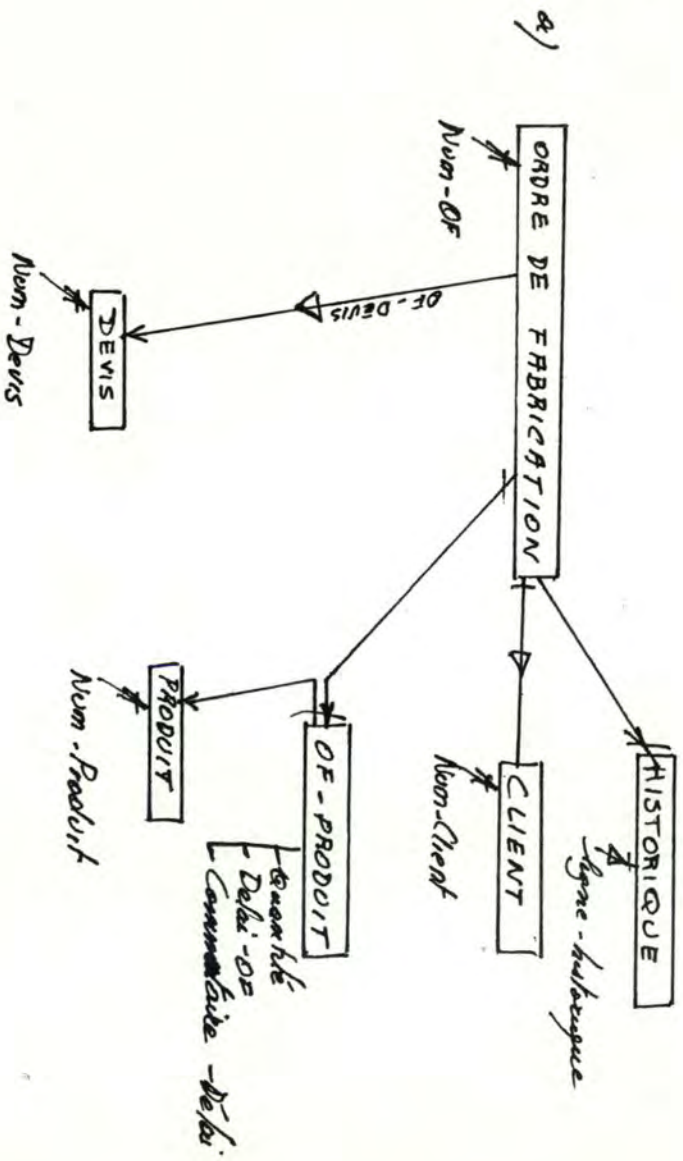 a)
ORDRE DE FABRICATION
Num-OF
HISTORIQUE
ligne-historique
CLIENT
Num-Client
OF-DEVIS
DEVIS
Num-Devis
OF-PRODUIT
Quantité
Delai-OF
Commentaire-Délai
PRODUIT
Num-Produit